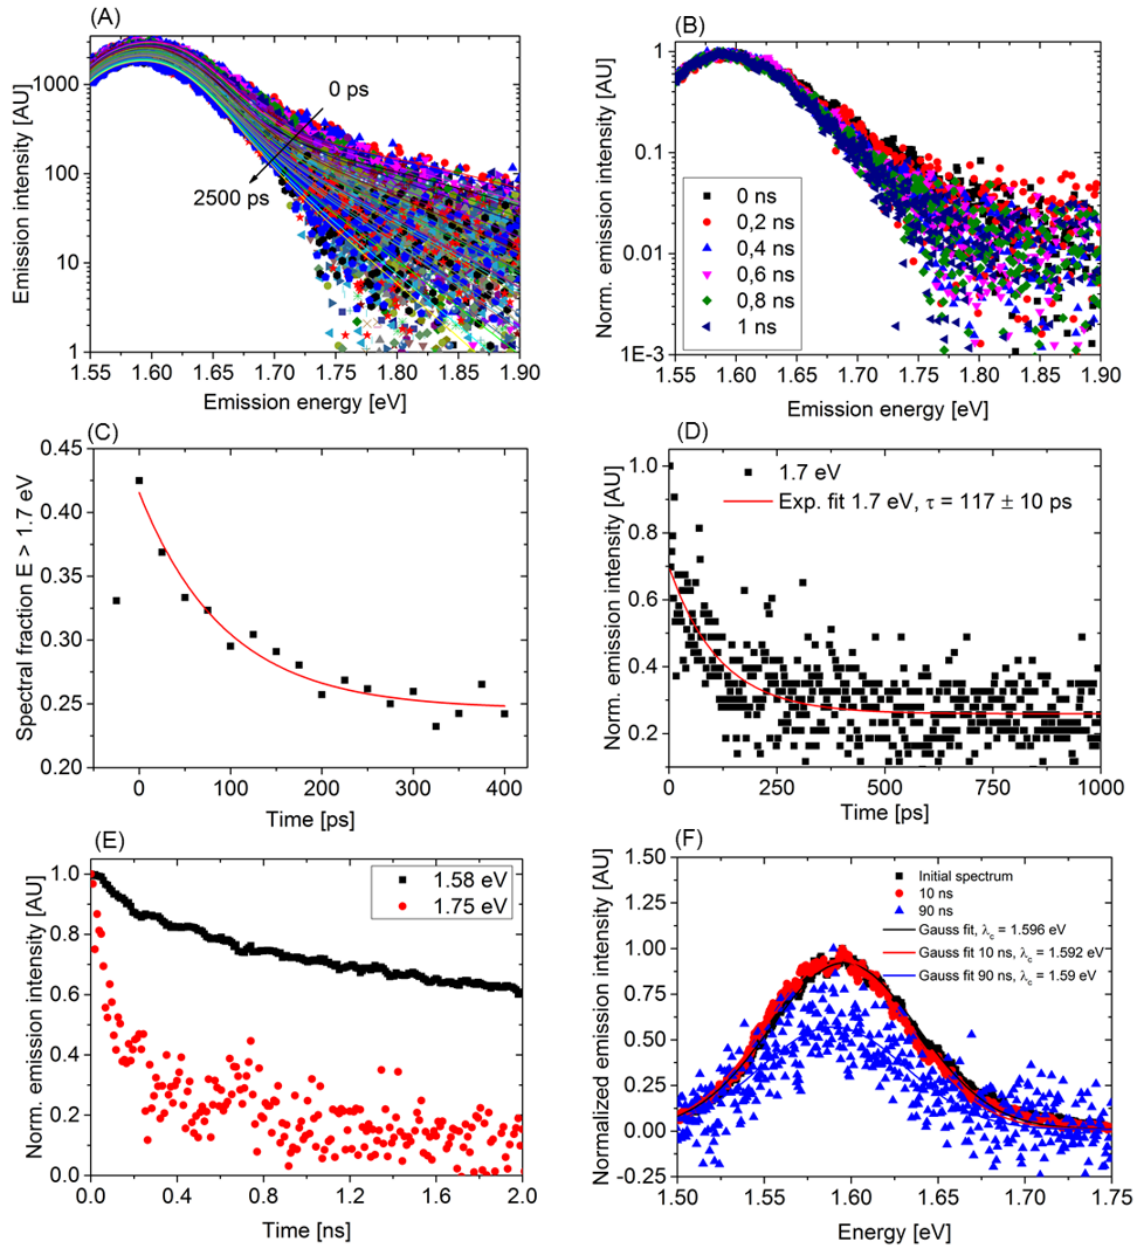 (A)
Emission intensity [AU]
1000
100
10
1
0 ps
2500 ps
1.55 1.60 1.65 1.70 1.75 1.80 1.85 1.90
Emission energy [eV]
(B)
Norm. emission intensity [AU]
1
0.1
0.01
1E-3
0 ns
0,2 ns
0,4 ns
0,6 ns
0,8 ns
1 ns
1.55 1.60 1.65 1.70 1.75 1.80 1.85 1.90
Emission energy [eV]
(C)
Spectral fraction E > 1.7 eV
0.45
0.40
0.35
0.30
0.25
0.20
0 100 200 300 400
Time [ps]
(D)
Norm. emission intensity [AU]
1.0
0.8
0.6
0.4
0.2
1.7 eV
Exp. fit 1.7 eV, τ = 117 ± 10 ps
0 250 500 750 1000
Time [ps]
(E)
Norm. emission intensity [AU]
1.0
0.8
0.6
0.4
0.2
0.0
1.58 eV
1.75 eV
0.0 0.4 0.8 1.2 1.6 2.0
Time [ns]
(F)
Normalized emission intensity [AU]
1.50
1.25
1.00
0.75
0.50
0.25
0.00
-0.25
Initial spectrum
10 ns
90 ns
Gauss fit, λc = 1.596 eV
Gauss fit 10 ns, λc = 1.592 eV
Gauss fit 90 ns, λc = 1.59 eV
1.50 1.55 1.60 1.65 1.70 1.75
Energy [eV]